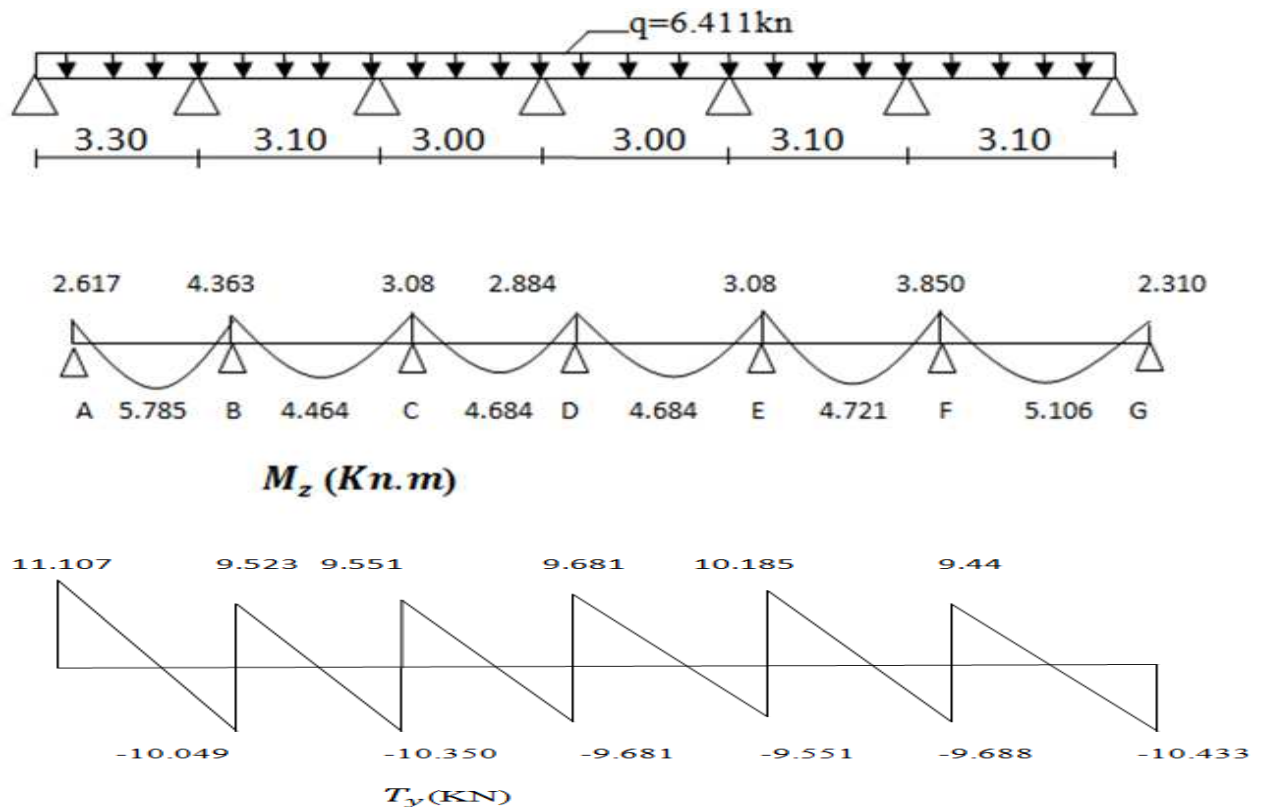 q=6.411kn
3.30 3.10 3.00 3.00 3.10 3.10
2.617 4.363 3.08 2.884 3.08 3.850 2.310
A 5.785 B 4.464 C 4.684 D 4.684 E 4.721 F 5.106 G
M_z (Kn.m)
11.107 9.523 9.551 9.681 10.185 9.44
-10.049 -10.350 -9.681 -9.551 -9.688 -10.433
T_y(KN)